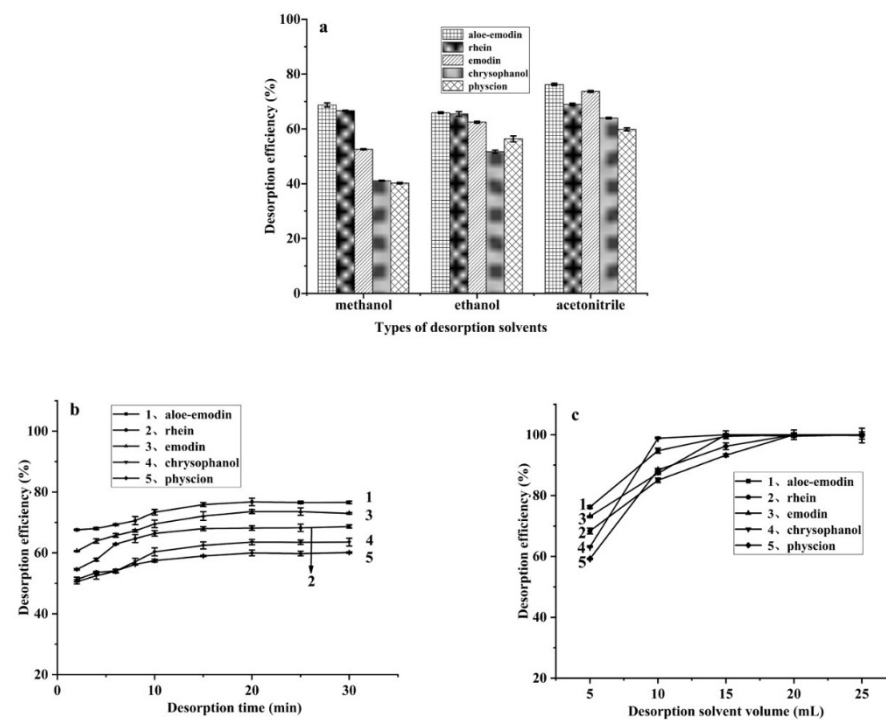 a
aloe-emodin
rhein
emodin
chrysophanol
physcion
100
80
60
40
20
0
Desorption efficiency (%)
methanol ethanol acetonitrile
Types of desorption solvents
b
1、aloe-emodin
2、rhein
3、emodin
4、chrysophanol
5、physcion
100
80
60
40
20
Desorption efficiency (%)
1
3
4
5
2
0 10 20 30
Desorption time (min)
c
100
80
60
40
20
Desorption efficiency (%)
1
3
2
4
5
1、aloe-emodin
2、rhein
3、emodin
4、chrysophanol
5、physcion
5 10 15 20 25
Desorption solvent volume (mL)